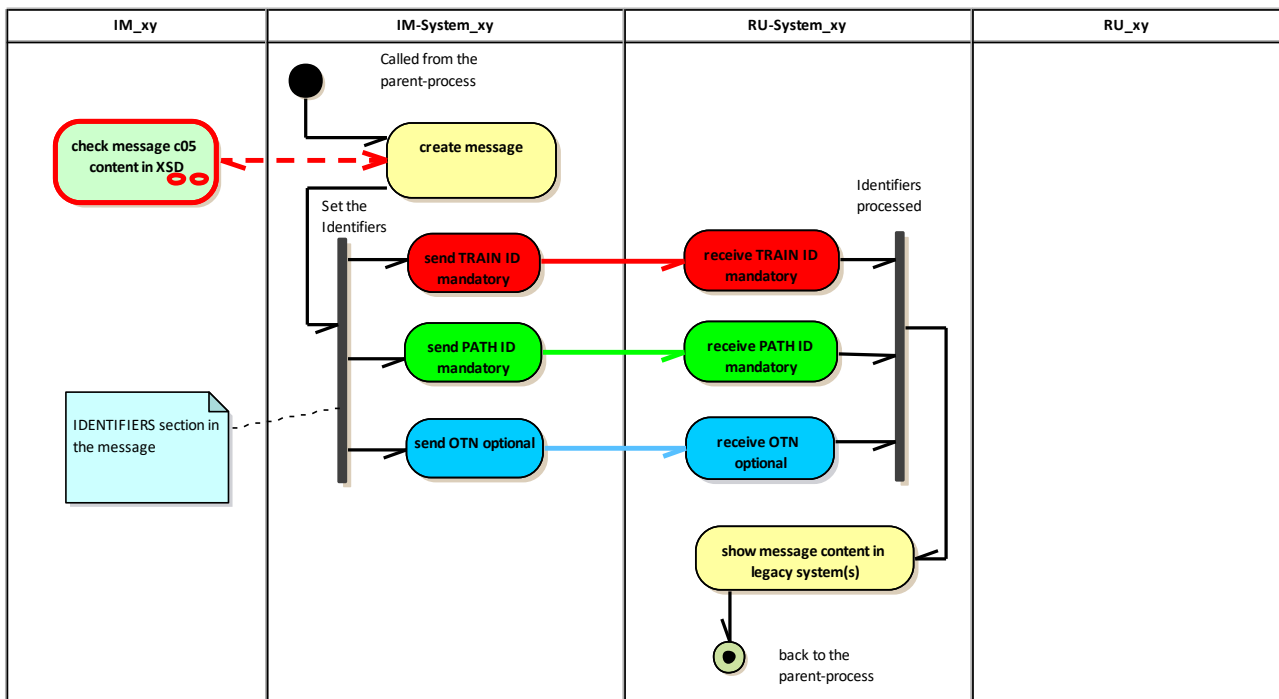 IM_xy
IM-System_xy
RU-System_xy
RU_xy
Called from the
parent-process
check message c05
content in XSD
create message
Set the
Identifiers
Identifiers
processed
send TRAIN ID
mandatory
receive TRAIN ID
mandatory
send PATH ID
mandatory
receive PATH ID
mandatory
IDENTIFIERS section in
the message
send OTN optional
receive OTN
optional
show message content in
legacy system(s)
back to the
parent-process